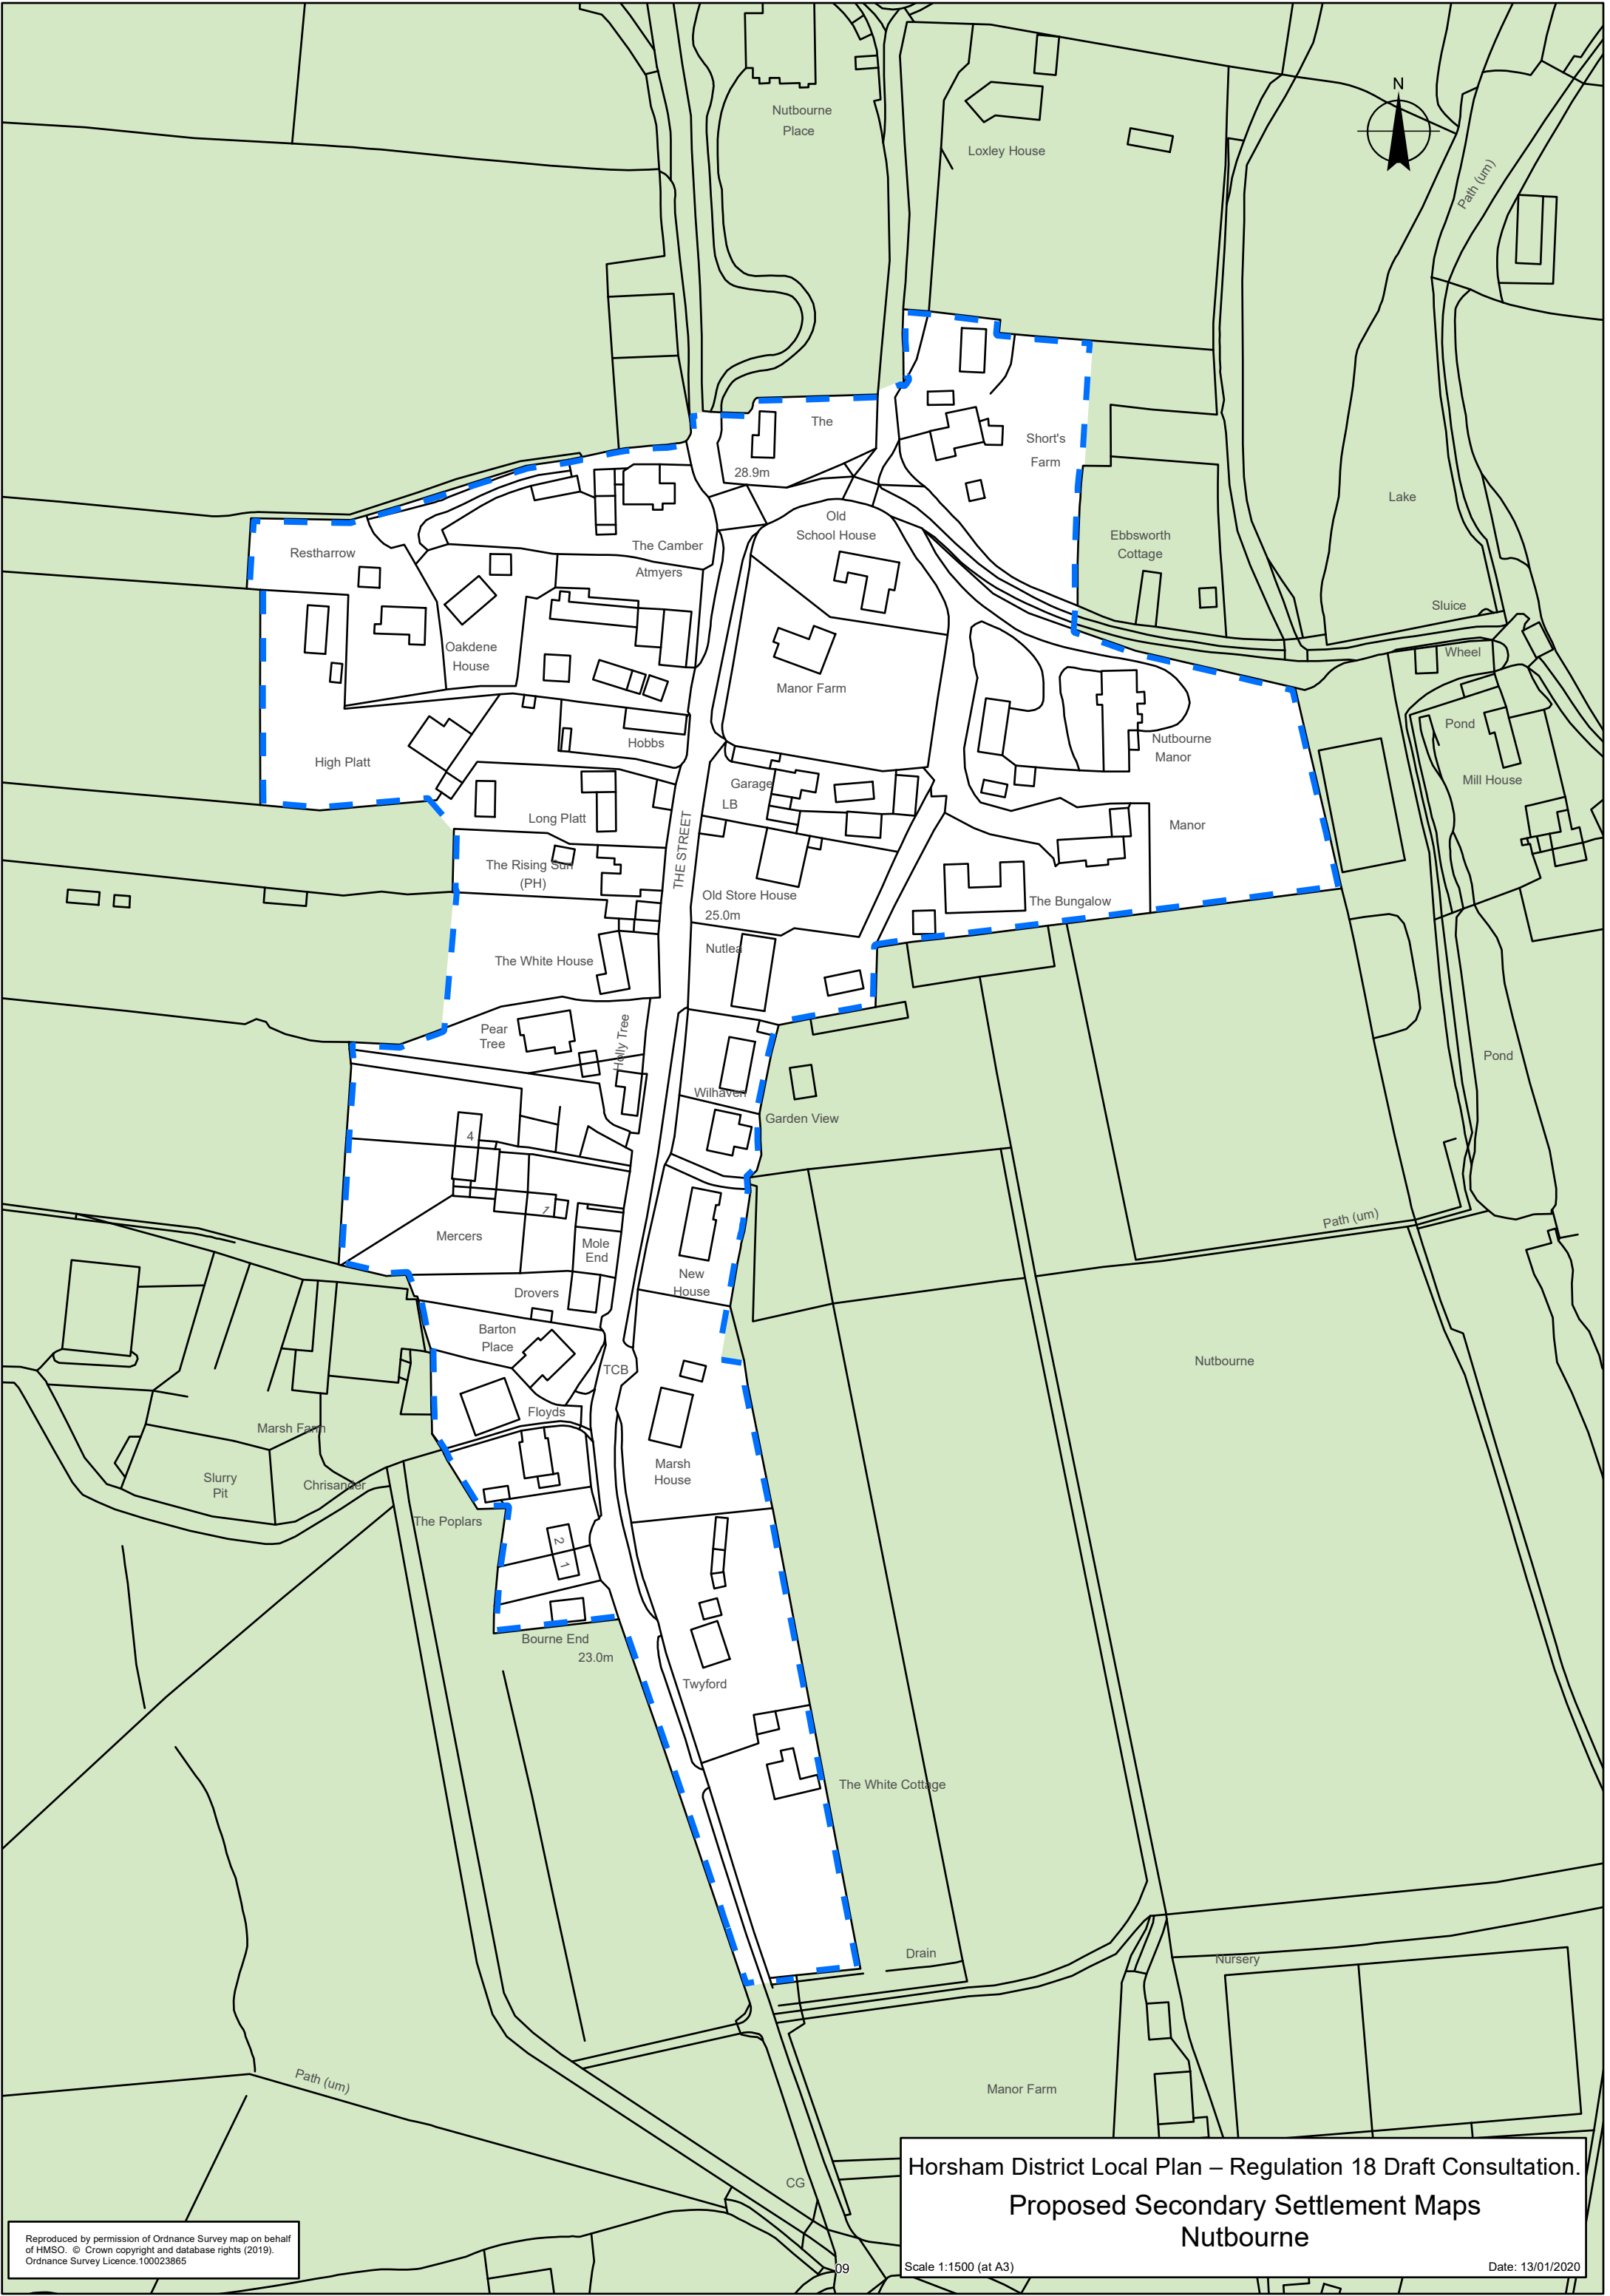 N
Nutbourne
Place
Loxley House
Path (um)
The
28.9m
Short's
Farm
Lake
Old
School House
Ebbsworth
Cottage
Restharrow
The Camber
Atmyers
Sluice
Oakdene
House
Wheel
Manor Farm
Pond
Hobbs
Nutbourne
Manor
High Platt
Garage
LB
Mill House
Long Platt
Manor
THE STREET
The Rising Sun
(PH)
Old Store House
25.0m
The Bungalow
Nutlea
The White House
Pear
Tree
Holly Tree
Pond
Wilhaven
Garden View
4
1
Path (um)
Mercers
Mole
End
New
House
Drovers
Barton
Place
TCB
Nutbourne
Floyds
Marsh Farm
Marsh
House
Slurry
Pit
Chrisander
The Poplars
2
1
Bourne End
23.0m
Twyford
The White Cottage
Drain
Nursery
Path (um)
Manor Farm
CG
09
Horsham District Local Plan – Regulation 18 Draft Consultation.
Proposed Secondary Settlement Maps
Nutbourne
Scale 1:1500 (at A3)
Date: 13/01/2020
Reproduced by permission of Ordnance Survey map on behalf
of HMSO. © Crown copyright and database rights (2019).
Ordnance Survey Licence.100023865